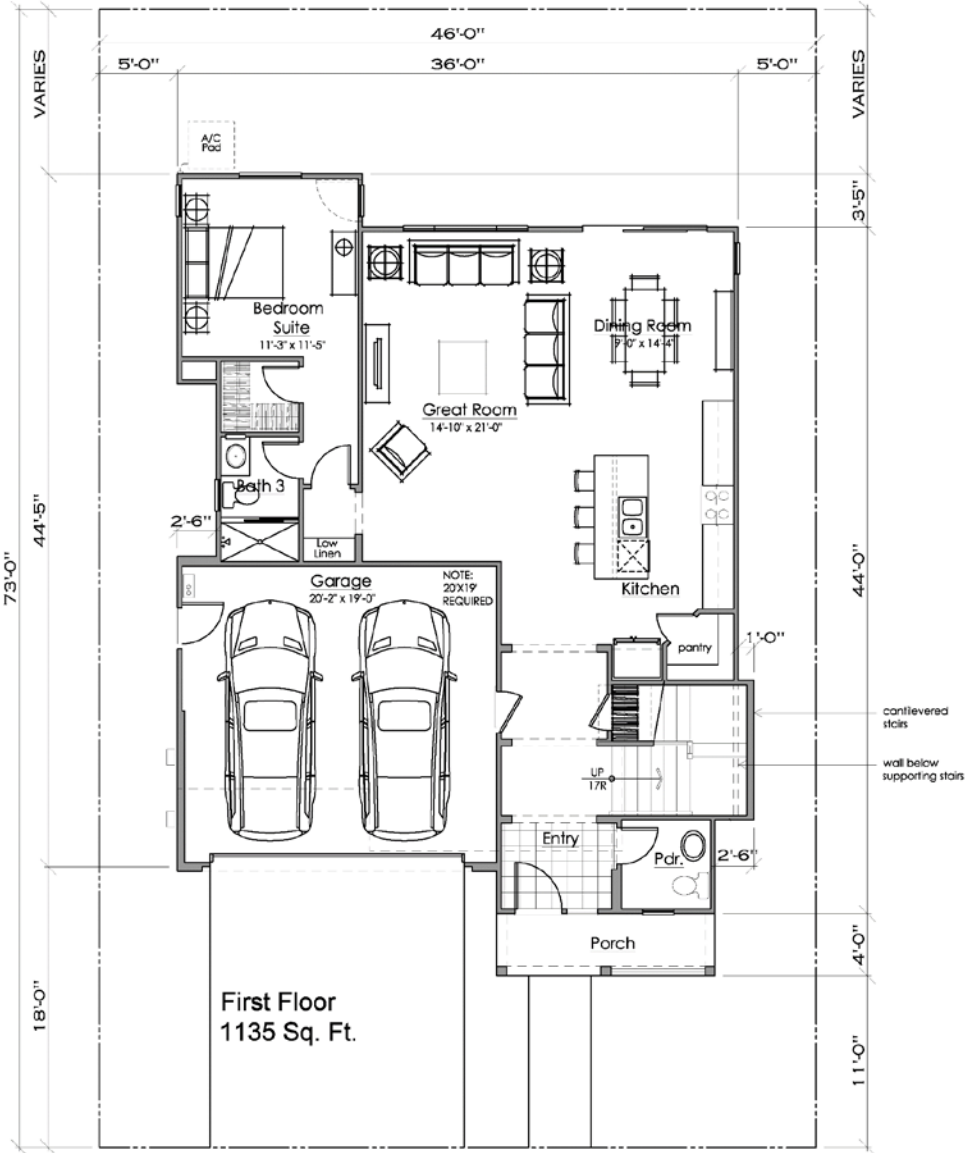 46'-0"
5'-0"
36'-0"
5'-0"
VARIES
VARIES
A/C
Pad
3'-5"
Bedroom
Suite
11'-3" x 11'-5"
Dining Room
9'-0" x 14'-4"
Great Room
14'-10" x 21'-0"
Bath 3
2'-6"
44'-5"
73'-0"
Low
Linen
Garage
20'-2" x 19'-0"
NOTE:
20'X19'
REQUIRED
Kitchen
44'-0"
pantry
1'-0"
cantilevered
stairs
wall below
supporting stairs
UP
17R
Entry
Pdr.
2'-6"
Porch
4'-0"
First Floor
1135 Sq. Ft.
18'-0"
11'-0"